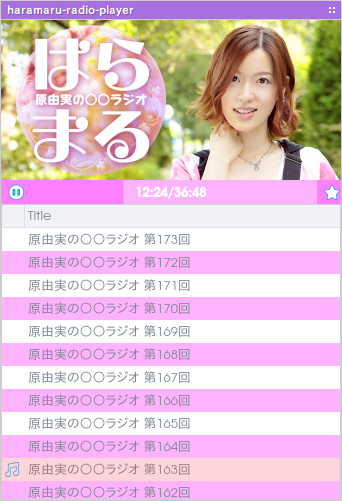 haramaru-radio-player
はら
原由実の〇〇ラジオ
まる
12:24/36:48
Title
原由実の〇〇ラジオ 第173回
原由実の〇〇ラジオ 第172回
原由実の〇〇ラジオ 第171回
原由実の〇〇ラジオ 第170回
原由実の〇〇ラジオ 第169回
原由実の〇〇ラジオ 第168回
原由実の〇〇ラジオ 第167回
原由実の〇〇ラジオ 第166回
原由実の〇〇ラジオ 第165回
原由実の〇〇ラジオ 第164回
原由実の〇〇ラジオ 第163回
原由実の〇〇ラジオ 第162回